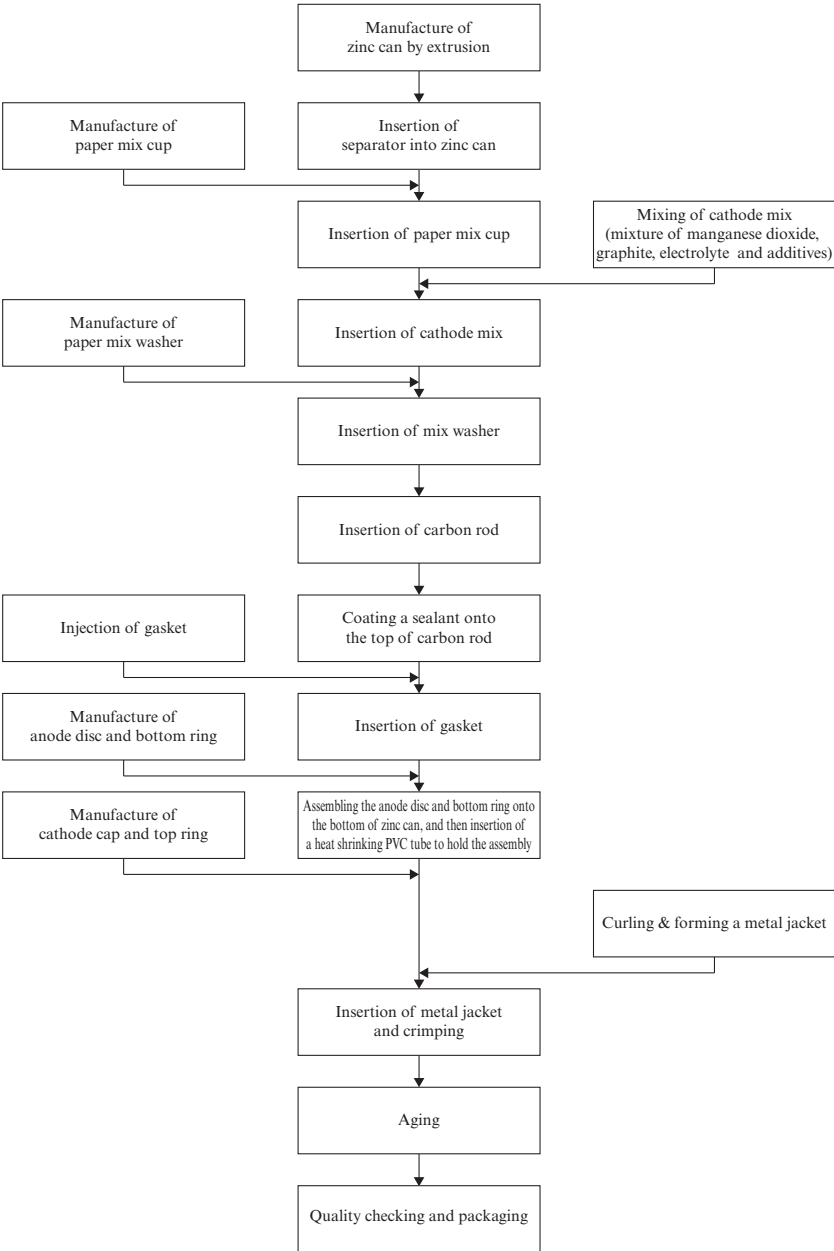 Manufacture of
zinc can by extrusion
Manufacture of
paper mix cup
Insertion of
separator into zinc can
Insertion of paper mix cup
Mixing of cathode mix
(mixture of manganese dioxide,
graphite, electrolyte and additives)
Manufacture of
paper mix washer
Insertion of cathode mix
Insertion of mix washer
Insertion of carbon rod
Injection of gasket
Coating a sealant onto
the top of carbon rod
Manufacture of
anode disc and bottom ring
Insertion of gasket
Manufacture of
cathode cap and top ring
Assembling the anode disc and bottom ring onto
the bottom of zinc can, and then insertion of
a heat shrinking PVC tube to hold the assembly
Curling & forming a metal jacket
Insertion of metal jacket
and crimping
Aging
Quality checking and packaging